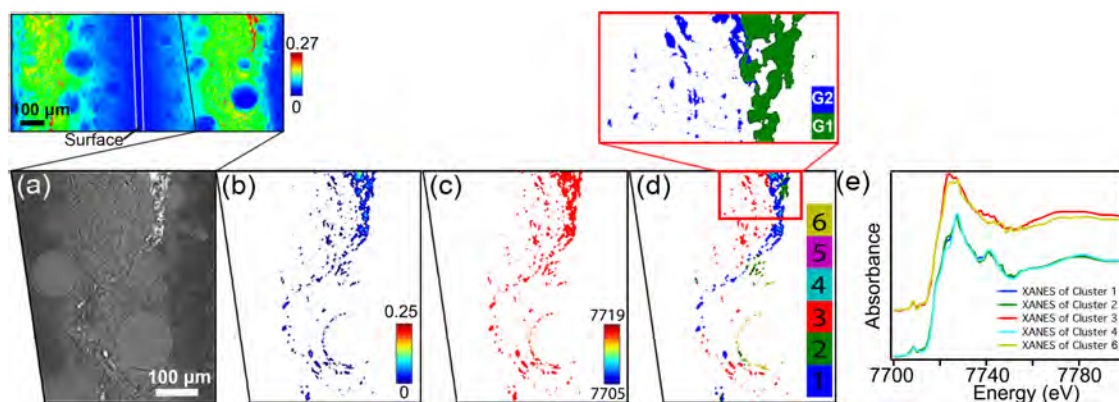 0.27
0
100 µm
Surface
G2
G1
(a)
100 µm
(b)
0.25
0
(c)
7719
7705
(d)
6
5
4
3
2
1
(e)
Absorbance
XANES of Cluster 1
XANES of Cluster 2
XANES of Cluster 3
XANES of Cluster 4
XANES of Cluster 6
7700
7740
7780
Energy (eV)